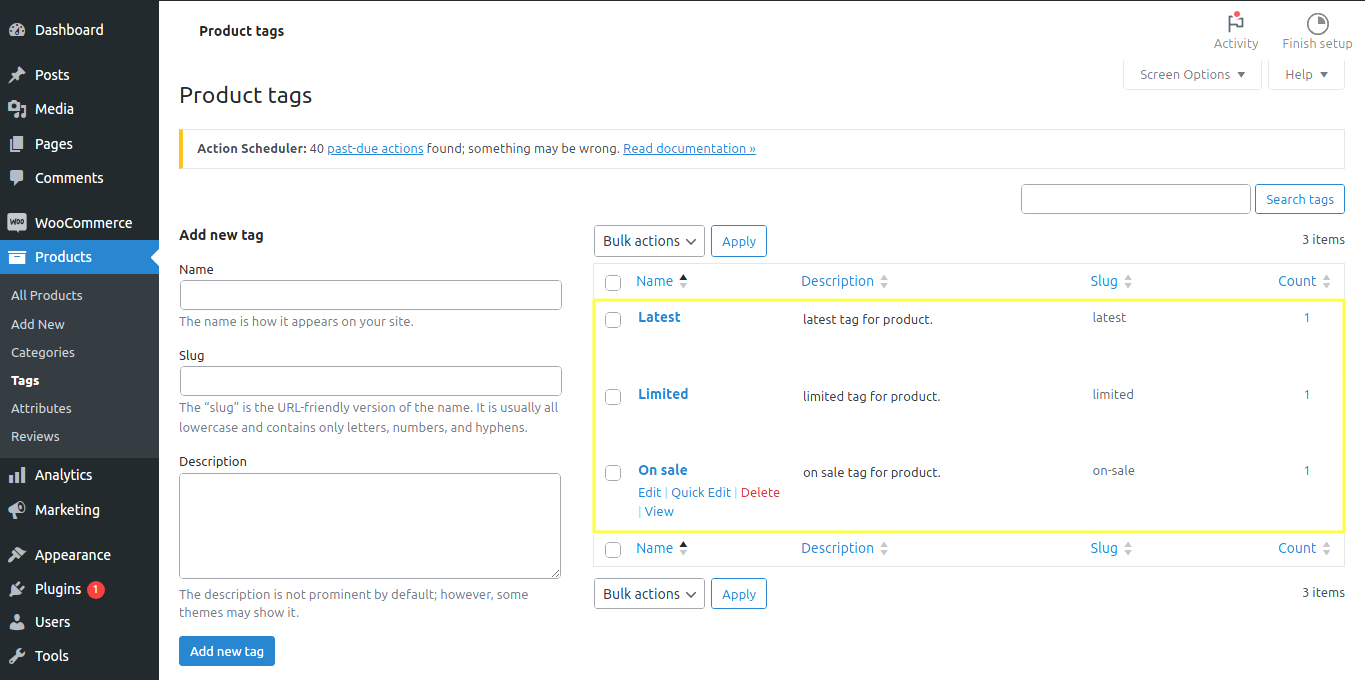 Dashboard
Posts
Media
Pages
Comments
WOO WooCommerce
Products
All Products
Add New
Categories
Tags
Attributes
Reviews
Analytics
Marketing
Appearance
Plugins 1
Users
Tools
Product tags
Activity
Finish setup
Screen Options
Help
Product tags
Action Scheduler: 40 past-due actions found; something may be wrong. Read documentation »
Search tags
Add new tag
Name
The name is how it appears on your site.
Slug
The “slug” is the URL-friendly version of the name. It is usually all
lowercase and contains only letters, numbers, and hyphens.
Description
The description is not prominent by default; however, some
themes may show it.
Add new tag
Bulk actions Apply 3 items
Name Description Slug Count
Latest latest tag for product. latest 1
Limited limited tag for product. limited 1
On sale on sale tag for product. on-sale 1
Edit | Quick Edit | Delete
| View
Name Description Slug Count
Bulk actions Apply 3 items